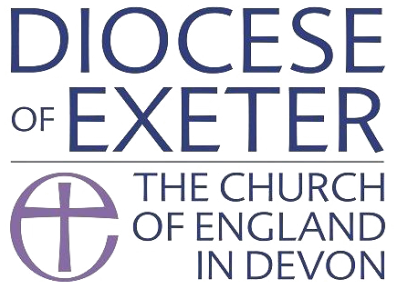 DIOCESE
OF EXETER
THE CHURCH
OF ENGLAND
IN DEVON